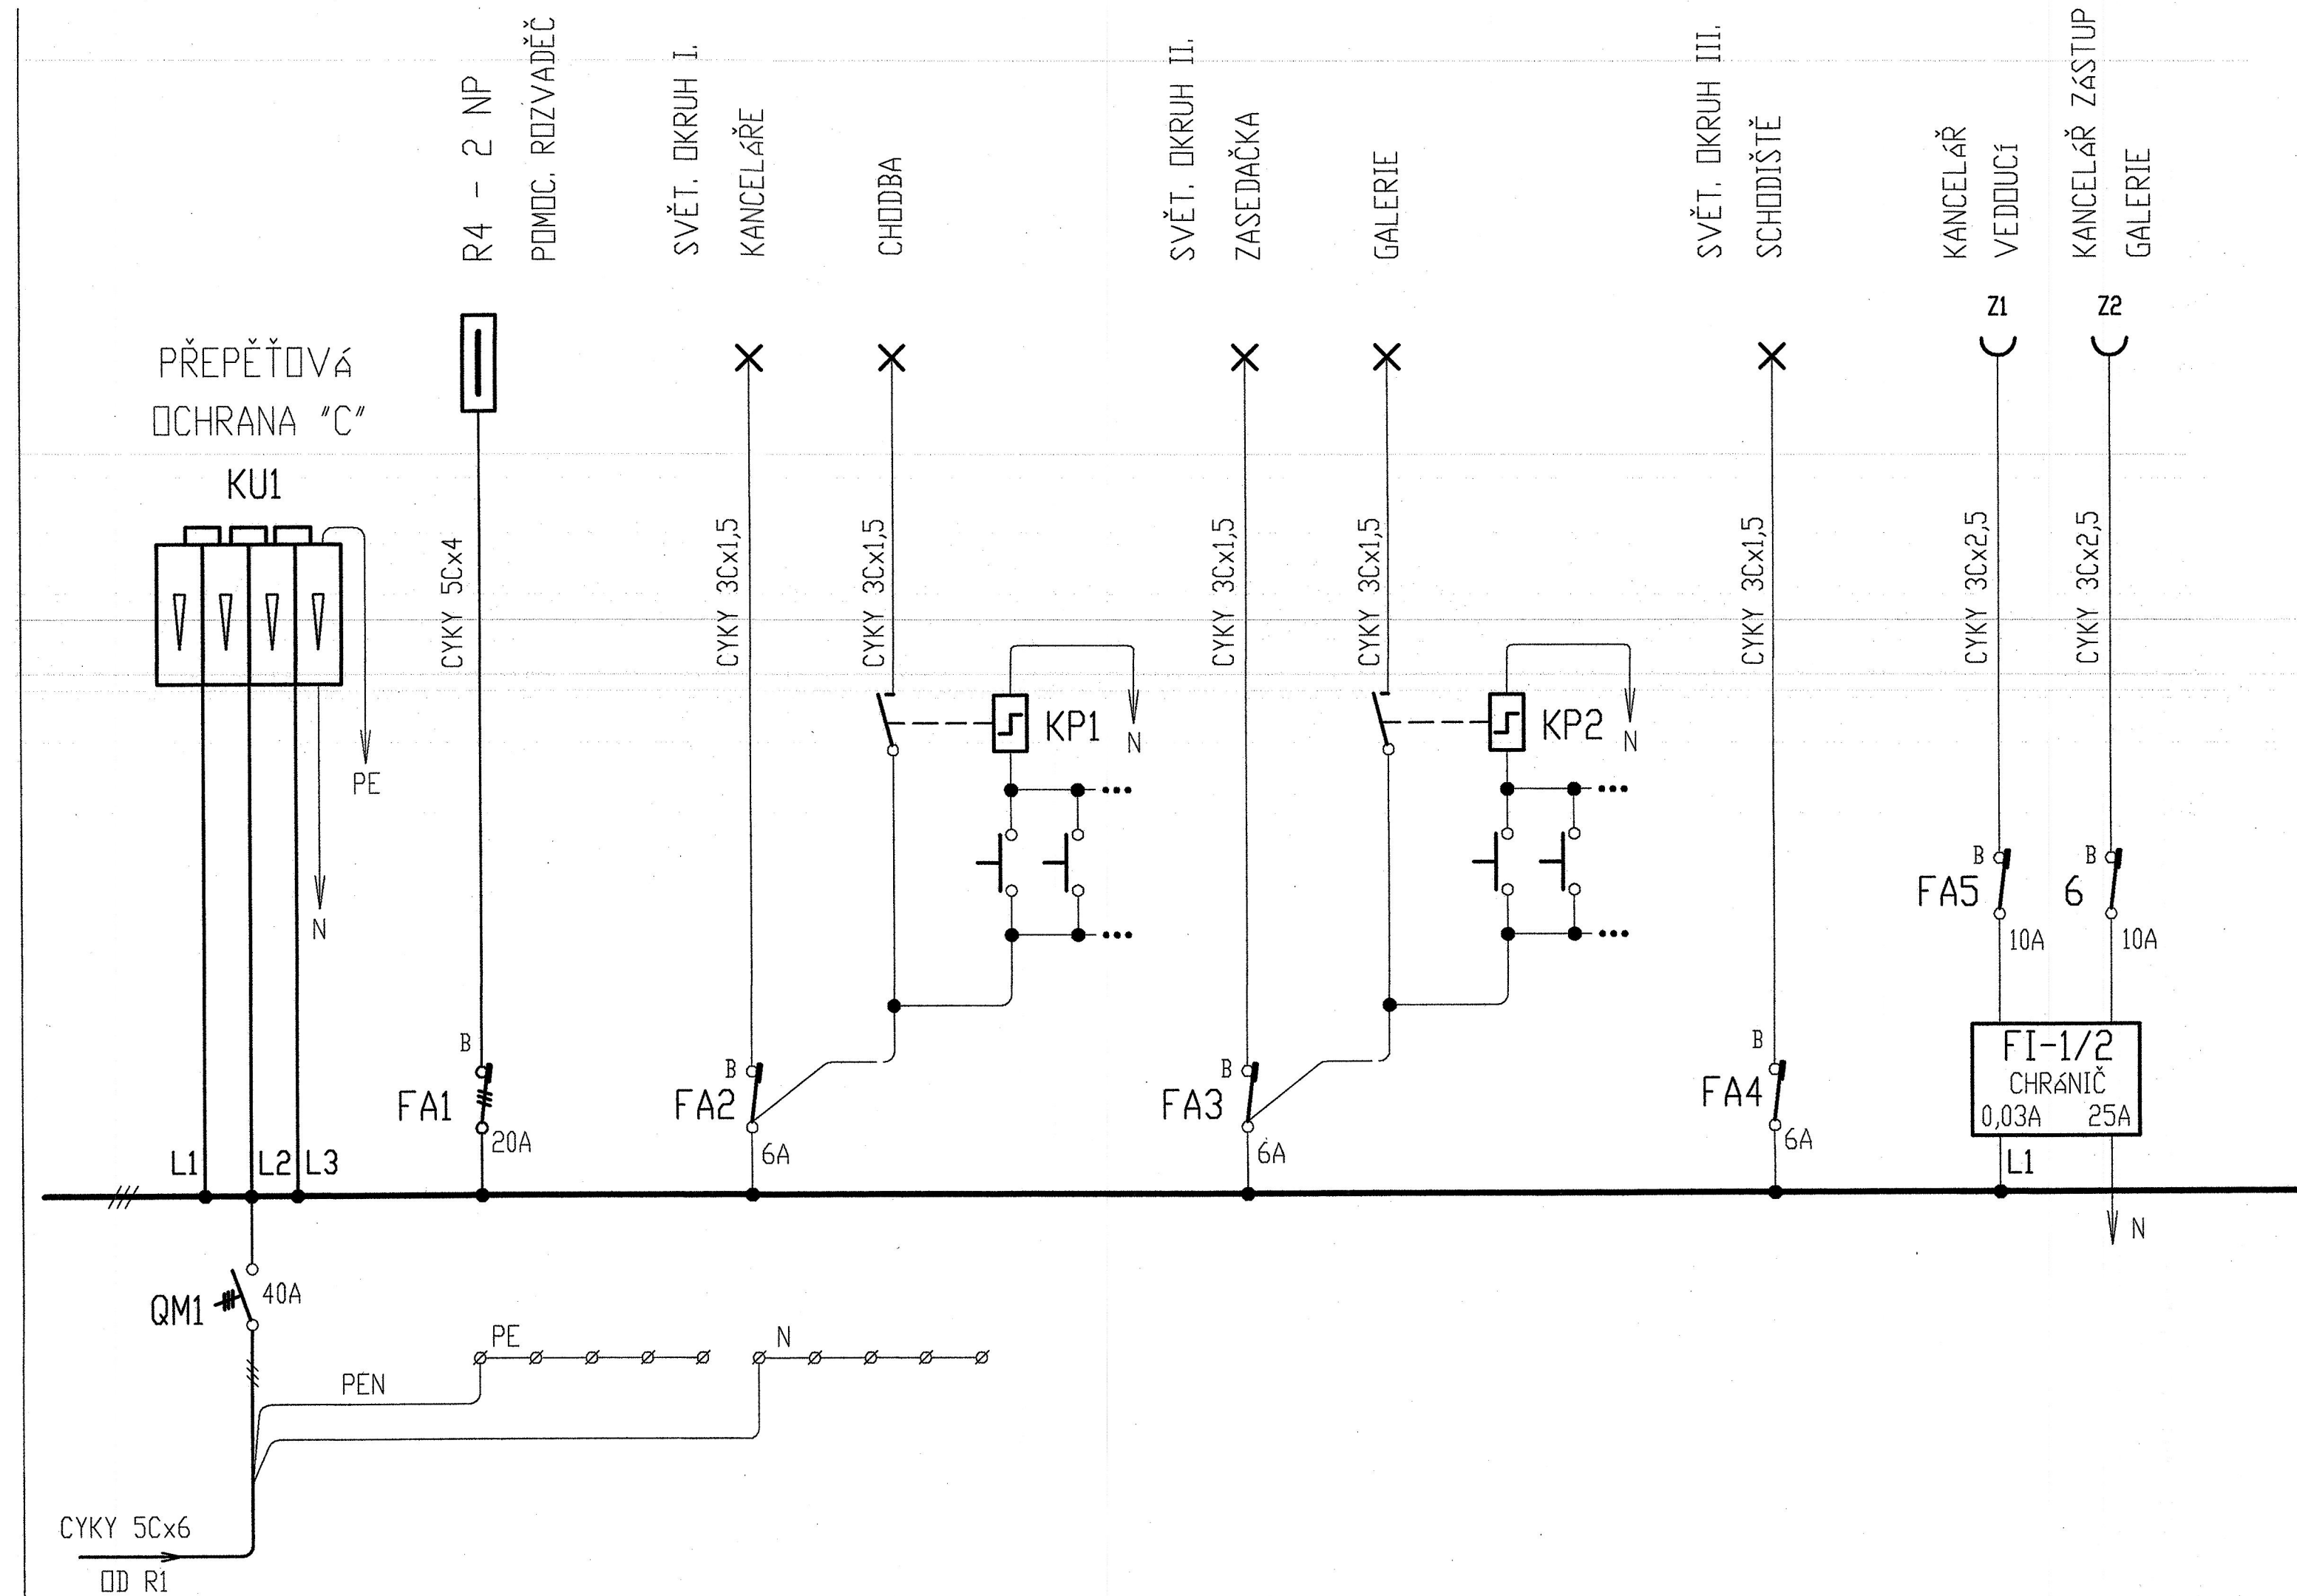 R4 - 2 NP
POMOC. ROZVADĚČ
SVĚT. OKRUH I.
KANCELÁŘE
CHODBA
SVĚT. OKRUH II.
ZASEDAČKA
GALERIE
SVĚT. OKRUH III.
SCHODIŠTĚ
KANCELÁŘ
VEDOUCÍ
KANCELÁŘ ZÁSTUP
GALERIE
Z1
Z2
PŘEPĚŤOVÁ
OCHRANA "C"
KU1
CYKY 5Cx4
CYKY 3Cx1,5
CYKY 3Cx1,5
CYKY 3Cx1,5
CYKY 3Cx1,5
CYKY 3Cx1,5
CYKY 3Cx2,5
CYKY 3Cx2,5
KP1
N
KP2
N
PE
N
B
FA5
10A
B
6
10A
B
FA1
20A
B
FA2
6A
B
FA3
6A
B
FA4
6A
FI-1/2
CHRÁNIČ
0,03A 25A
L1
L2
L3
L1
N
QM1
40A
PE
N
PEN
CYKY 5Cx6
OD R1